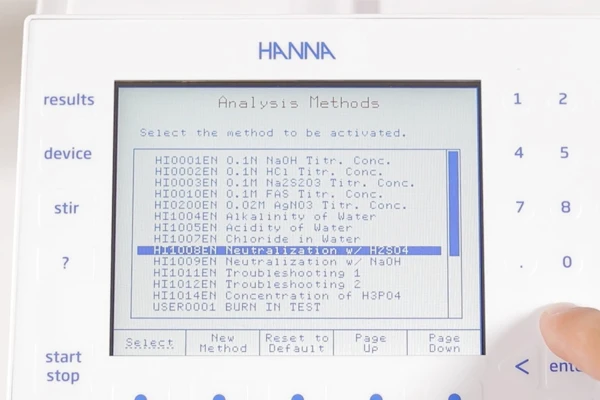 HANNA
results
device
stir
?
start
stop
Analysis Methods
Select the method to be activated.
HI0001EN 0.1N NaOH Titr. Conc.
HI0002EN 0.1N HCl Titr. Conc.
HI0003EN 0.1M Na2S2O3 Titr. Conc.
HI0010EN 0.1M FAS Titr. Conc.
HI0200EN 0.02M AgNO3 Titr. Conc.
HI1004EN Alkalinity of Water
HI1005EN Acidity of Water
HI1007EN Chloride in Water
HI1008EN Neutralization w/ H2SO4
HI1009EN Neutralization w/ NaOH
HI1011EN Troubleshooting 1
HI1012EN Troubleshooting 2
HI1014EN Concentration of H3PO4
USER0001 BURN IN TEST
Select
New Method
Reset to Default
Page Up
Page Down
1 2
4 5
7 8
. 0
<